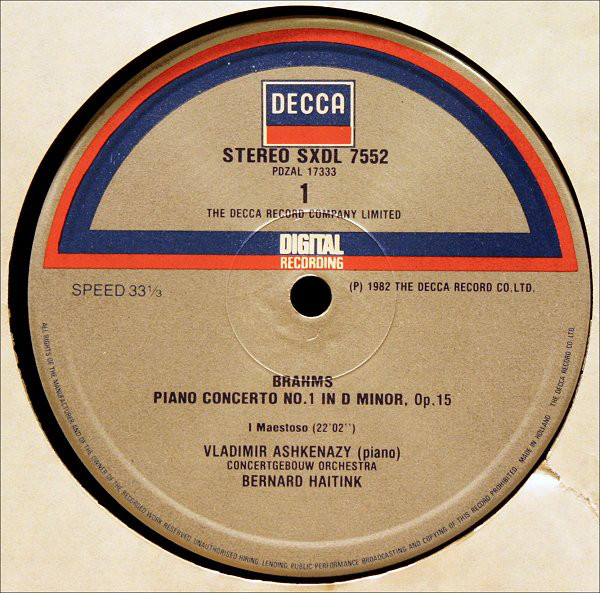 DECCA
STEREO SXDL 7552
PDZAL 17333
1
THE DECCA RECORD COMPANY LIMITED
DIGITAL
RECORDING
SPEED 33 1/3
(P) 1982 THE DECCA RECORD CO.LTD.
BRAHMS
PIANO CONCERTO NO.1 IN D MINOR, Op.15
I Maestoso (22'02'')
VLADIMIR ASHKENAZY (piano)
CONCERTGEBOUW ORCHESTRA
BERNARD HAITINK
ALL RIGHTS OF THE MANUFACTURER AND OF THE OWNER OF THE RECORDED WORK RESERVED. UNAUTHORISED HIRING, LENDING, PUBLIC PERFORMANCE BROADCASTING AND COPYING OF THIS RECORD PROHIBITED. MADE IN HOLLAND THE DECCA RECORD CO LTD.